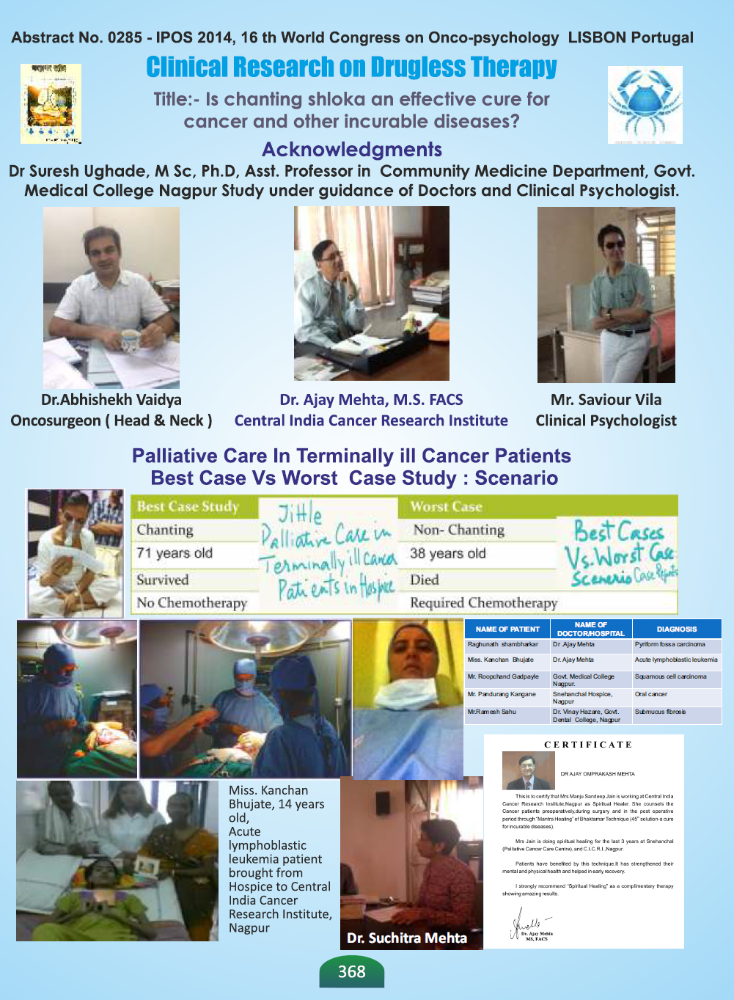 Abstract No. 0285 - IPOS 2014, 16 th World Congress on Onco-psychology LISBON Portugal
Clinical Research on Drugless Therapy
Title:- Is chanting shloka an effective cure for
cancer and other incurable diseases?
Acknowledgments
Dr Suresh Ughade, M Sc, Ph.D, Asst. Professor in Community Medicine Department, Govt.
Medical College Nagpur Study under guidance of Doctors and Clinical Psychologist.
Dr.Abhishekh Vaidya
Oncosurgeon ( Head & Neck )
Dr. Ajay Mehta, M.S. FACS
Central India Cancer Research Institute
Mr. Saviour Vila
Clinical Psychologist
Palliative Care In Terminally ill Cancer Patients
Best Case Vs Worst Case Study : Scenario
Best Case Study Worst Case
Chanting Non- Chanting
71 years old 38 years old
Survived Died
No Chemotherapy Required Chemotherapy
Tittle
Palliative Care in
Terminally ill Cancer
Patients in Hospice
Best Cases
Vs. Worst Case
Scenerio Case Reports
NAME OF PATIENT NAME OF DOCTOR/HOSPITAL DIAGNOSIS
Raghunath shambharkar Dr .Ajay Mehta Pyriform fossa carcinoma
Miss. Kanchan Bhujate Dr. Ajay Mehta Acute lymphoblastic leukemia
Mr. Roopchand Gadpayle Govt. Medical College Nagpur. Squamous cell carcinoma
Mr. Pandurang Kangane Snehanchal Hospice, Nagpur Oral cancer
Mr.Ramesh Sahu Dr. Vinay Hazare, Govt. Dental College, Nagpur Submucus fibrosis
Miss. Kanchan
Bhujate, 14 years
old,
Acute
lymphoblastic
leukemia patient
brought from
Hospice to Central
India Cancer
Research Institute,
Nagpur
Dr. Suchitra Mehta
CERTIFICATE
DR AJAY OMPRAKASH MEHTA
This is to certify that Mrs Manju Sandeep Jain is working at Central India
Cancer Research Institute,Nagpur as Spiritual Healer. She counsels the
Cancer patients preoperatively,during surgery and in the post operative
period through "Mantra Healing" of Bhaktamar Technique (45" solution-a cure
for incurable diseases).
Mrs Jain is doing spiritual healing for the last 3 years at Snehanchal
(Palliative Cancer Care Centre), and C.I.C.R.I.,Nagpur.
Patients have benefited by this technique.It has strengthened their
mental and physical health and helped in early recovery.
I strongly recommend "Spiritual Healing" as a complimentary therapy
showing amazing results.
Dr. Ajay Mehta
MS, FACS
368